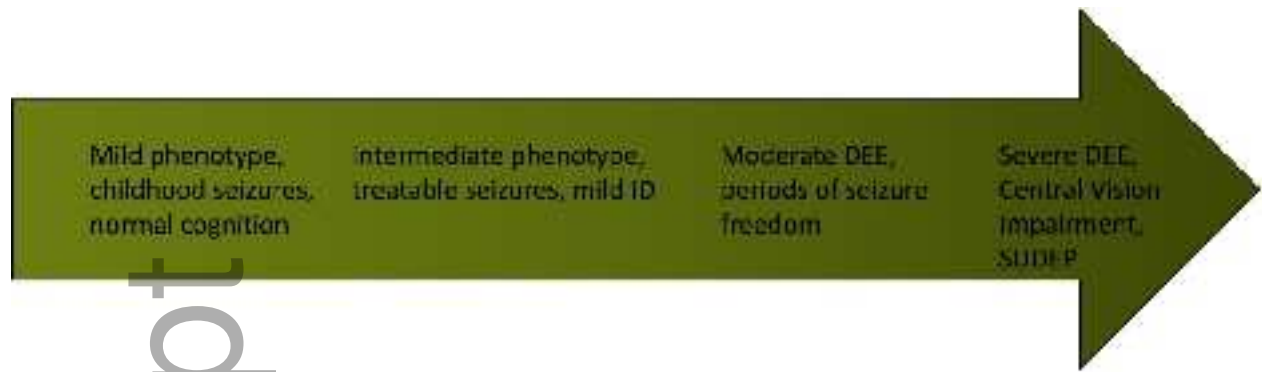 Mild phenotype,
childhood seizures,
normal cognition
intermediate phenotype,
treatable seizures, mild ID
Moderate DEE,
periods of seizure
freedom
Severe DEE,
Central Vision
Impairment,
SUDEP
pt